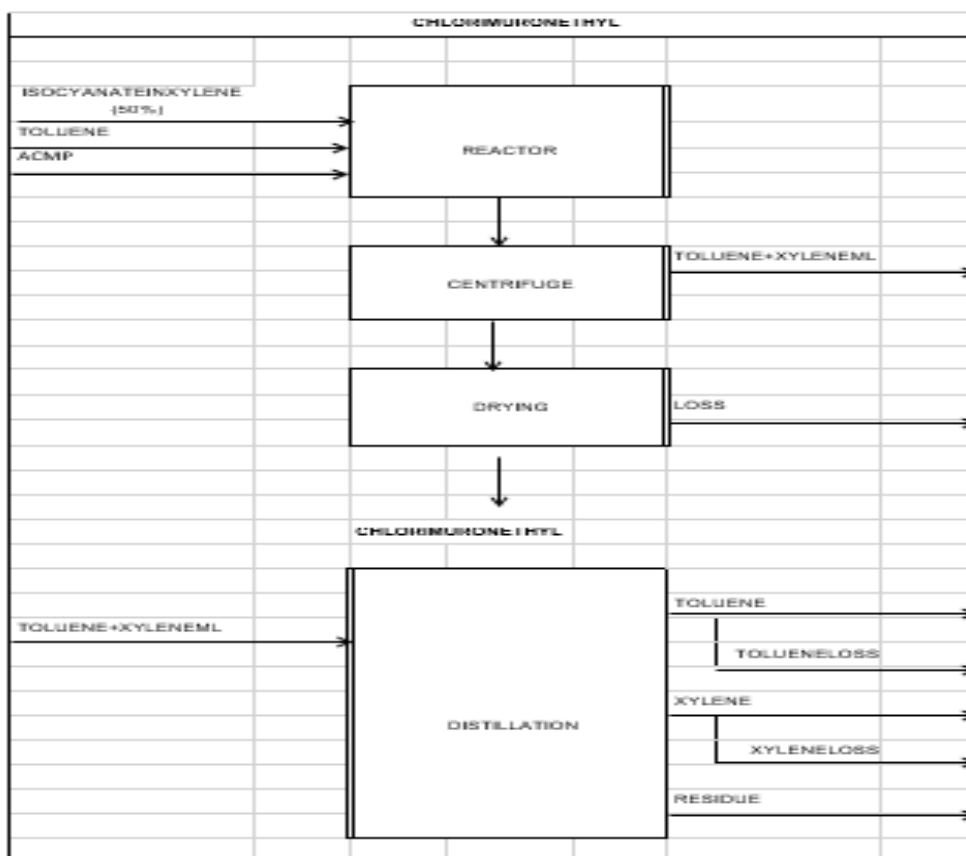 CHLORIMURONETHYL
ISOCYANATEINXYLENE
(50%)
TOLUENE
ACMP
REACTOR
TOLUENE+XYLENEML
CENTRIFUGE
LOSS
DRYING
CHLORIMURONETHYL
TOLUENE
TOLUENE+XYLENEML
TOLUENELOSS
XYLENE
DISTILLATION
XYLENELOSS
RESIDUE